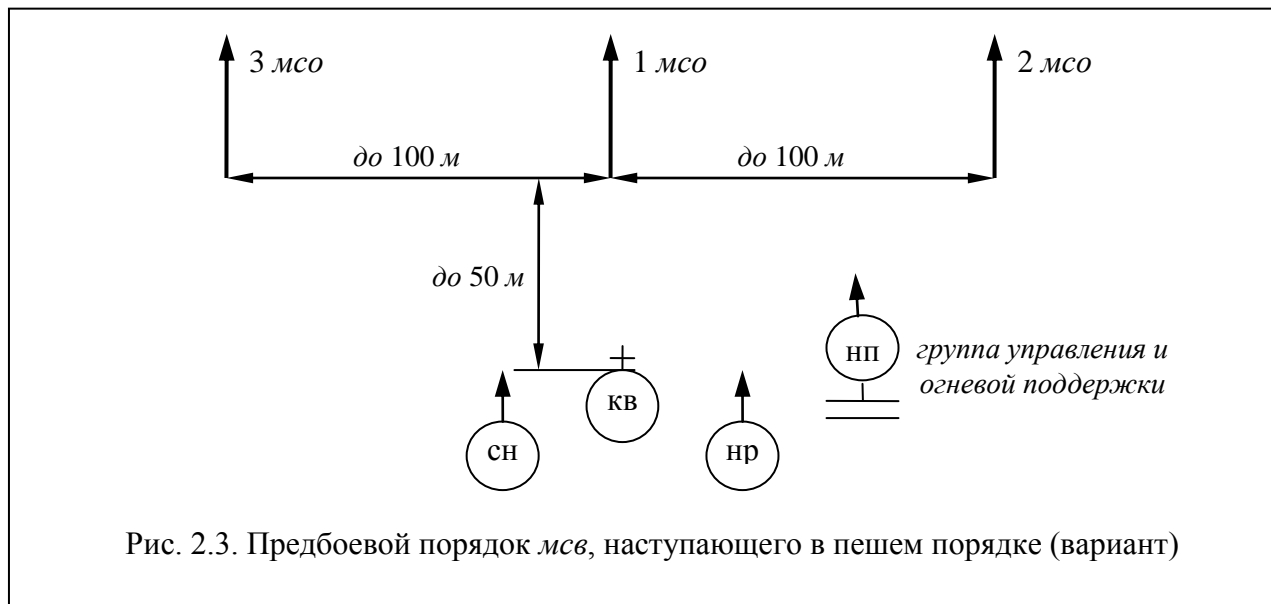 3 мсо
1 мсо
2 мсо
до 100 м
до 100 м
до 50 м
нп
группа управления и
огневой поддержки
кв
сн
нр
Рис. 2.3. Предбоевой порядок мсв, наступающего в пешем порядке (вариант)